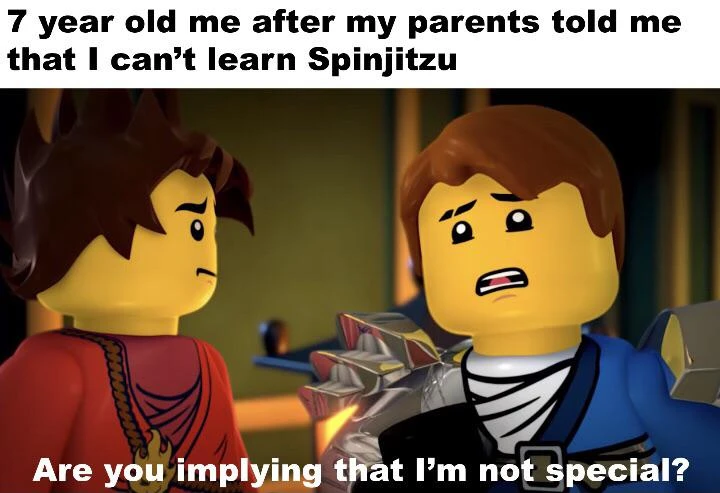 7 year old me after my parents told me
that I can’t learn Spinjitzu
Are you implying that I’m not special?